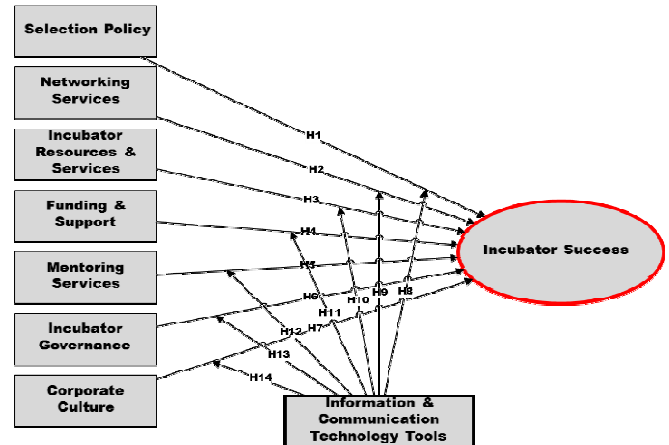 Selection Policy
Networking
Services
Incubator
Resources &
Services
Funding &
Support
Mentoring
Services
Incubator
Governance
Corporate
Culture
H1
H2
H3
H4
H5
H6
H7
H8
H9
H10
H11
H12
H13
H14
Incubator Success
Information &
Communication
Technology Tools